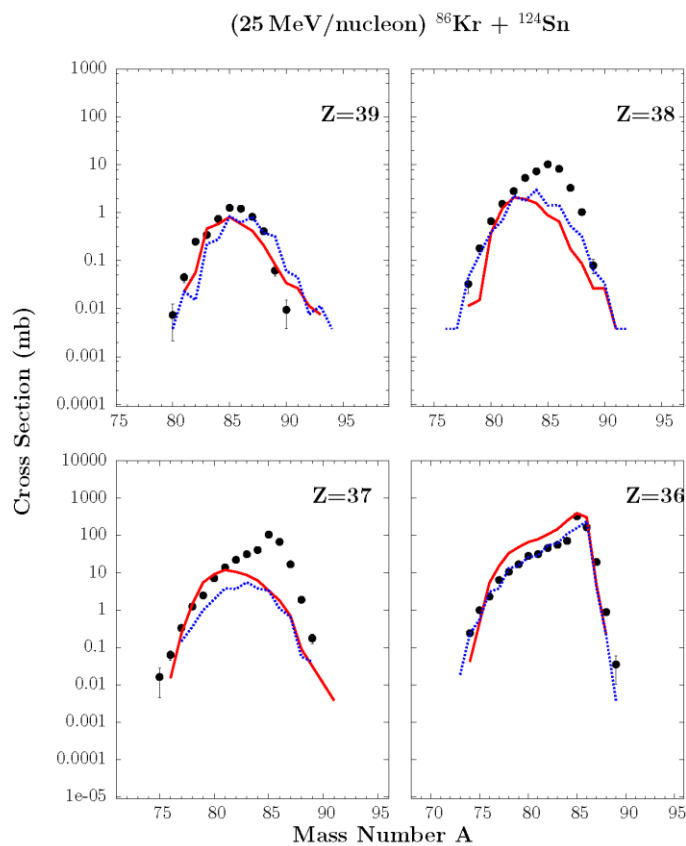 (25 MeV/nucleon) ⁸⁶Kr + ¹²⁴Sn
Cross Section (mb)
1000
100
10
1
0.1
0.01
0.001
0.0001
Z=39
75 80 85 90 95
Z=38
75 80 85 90 95
10000
1000
100
10
1
0.1
0.01
0.001
0.0001
1e-05
Z=37
75 80 85 90 95
Z=36
70 75 80 85 90 95
Mass Number A